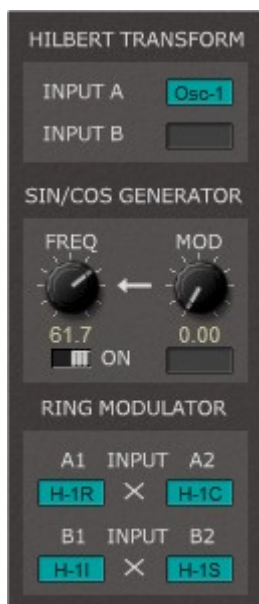 HILBERT TRANSFORM
INPUT A Osc-1
INPUT B
SIN/COS GENERATOR
FREQ MOD
61.7 0.00
ON
RING MODULATOR
A1 INPUT A2
H-1R × H-1C
B1 INPUT B2
H-1I × H-1S